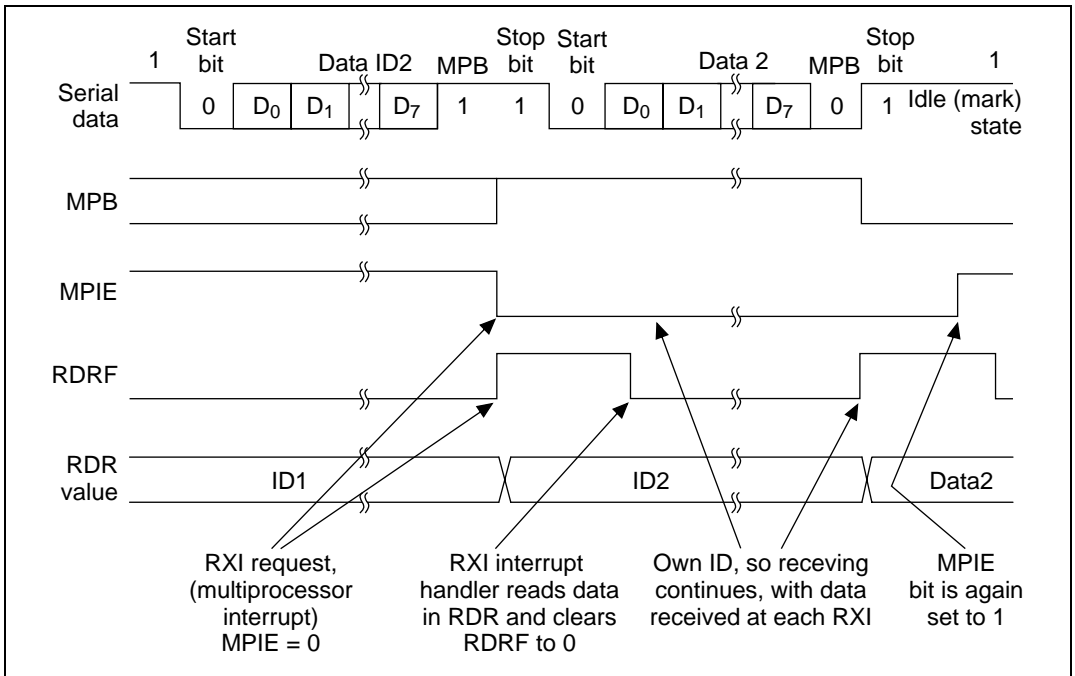 Start bit Stop bit Start bit Stop bit
1 Data ID2 MPB Data 2 MPB 1
Serial data 0 D0 D1 D7 1 1 0 D0 D1 D7 0 1 Idle (mark) state
MPB
MPIE
RDRF
RDR value ID1 ID2 Data2
RXI request, (multiprocessor interrupt) MPIE = 0
RXI interrupt handler reads data in RDR and clears RDRF to 0
Own ID, so receving continues, with data received at each RXI
MPIE bit is again set to 1